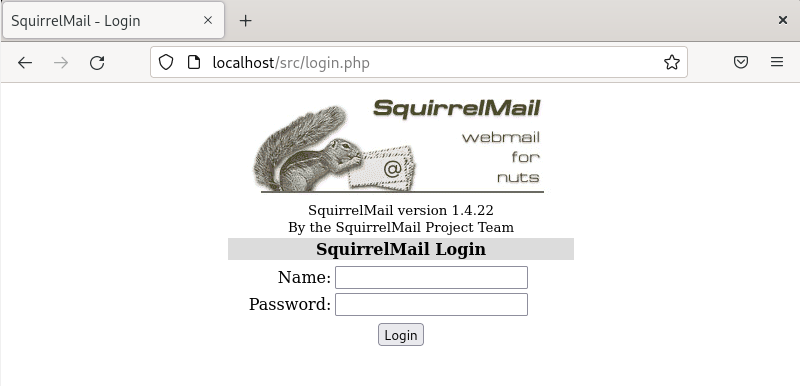 SquirrelMail - Login
localhost/src/login.php
SquirrelMail
webmail
for
nuts
@
SquirrelMail version 1.4.22
By the SquirrelMail Project Team
SquirrelMail Login
Name:
Password:
Login